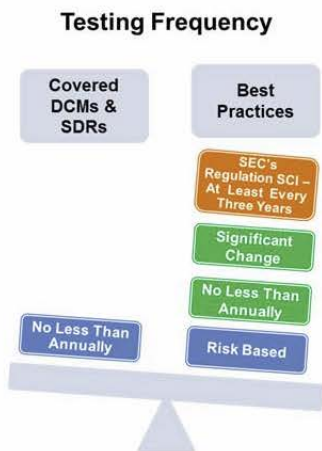 Testing Frequency
Covered
DCMs &
SDRs
Best
Practices
SEC's
Regulation SCI –
At Least Every
Three Years
Significant
Change
No Less Than
Annually
No Less Than
Annually
Risk Based